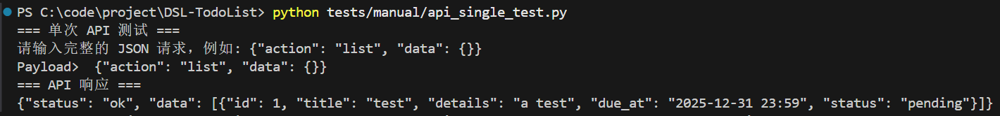 PS C:\code\project\DSL-TodoList> python tests/manual/api_single_test.py
=== 单次 API 测试 ===
请输入完整的 JSON 请求，例如: {"action": "list", "data": {}}
Payload>  {"action": "list", "data": {}}
=== API 响应 ===
{"status": "ok", "data": [{"id": 1, "title": "test", "details": "a test", "due_at": "2025-12-31 23:59", "status": "pending"}]}